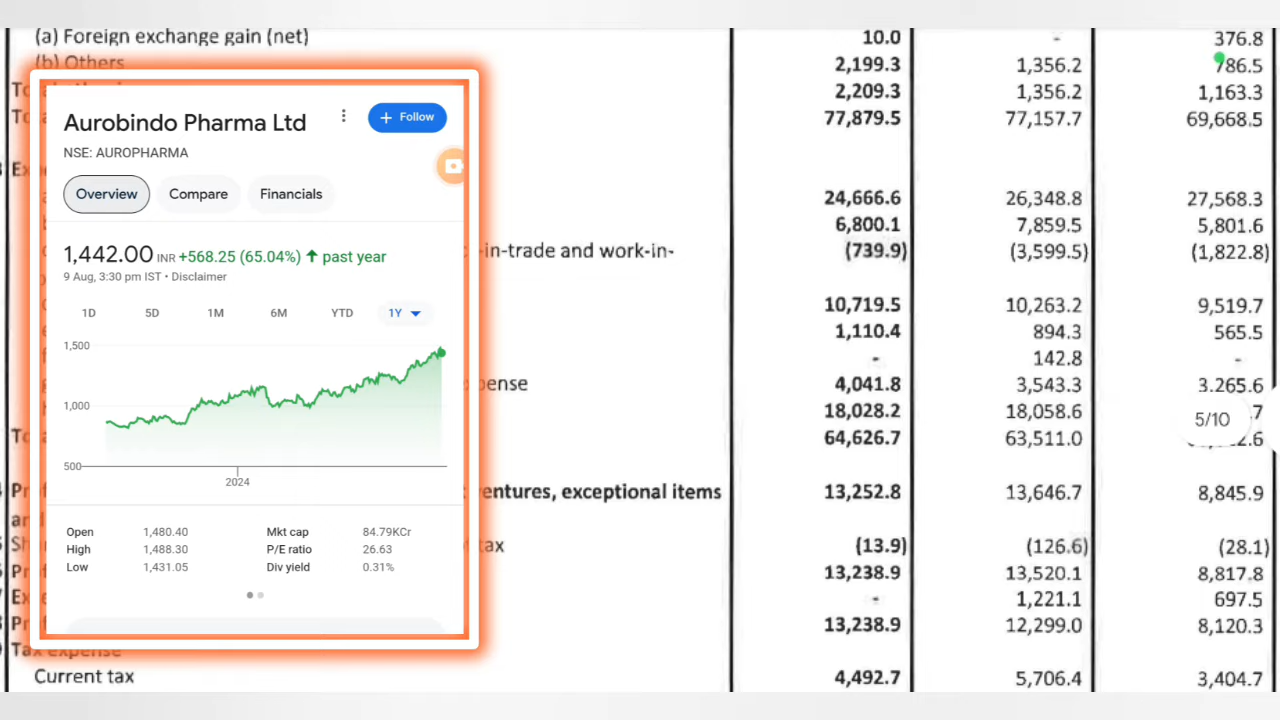 (a) Foreign exchange gain (net) 10.0 - 376.8
(b) Others 2,199.3 1,356.2 786.5
2,209.3 1,356.2 1,163.3
77,879.5 77,157.7 69,668.5
24,666.6 26,348.8 27,568.3
6,800.1 7,859.5 5,801.6
-in-trade and work-in- (739.9) (3,599.5) (1,822.8)
10,719.5 10,263.2 9,519.7
1,110.4 894.3 565.5
- 142.8 -
4,041.8 3,543.3 3.265.6
18,028.2 18,058.6
64,626.7 63,511.0
ventures, exceptional items 13,252.8 13,646.7 8,845.9
and
tax (13.9) (126.6) (28.1)
13,238.9 13,520.1 8,817.8
- 1,221.1 697.5
13,238.9 12,299.0 8,120.3
Tax expense
Current tax 4,492.7 5,706.4 3,404.7
5/10
Aurobindo Pharma Ltd
+ Follow
NSE: AUROPHARMA
Overview Compare Financials
1,442.00 INR +568.25 (65.04%) ↑ past year
9 Aug, 3:30 pm IST • Disclaimer
1D 5D 1M 6M YTD 1Y
1,500
1,000
500
2024
Open 1,480.40 Mkt cap 84.79KCr
High 1,488.30 P/E ratio 26.63
Low 1,431.05 Div yield 0.31%